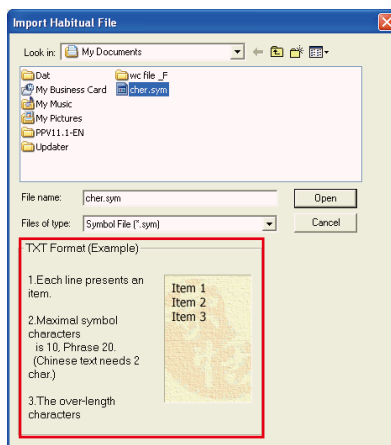 Import Habitual File
Look in: My Documents
Dat
My Business Card
My Music
My Pictures
PPV11.1-EN
Updater
wc file _F
cher.sym
File name: cher.sym Open
Files of type: Symbol File (*.sym) Cancel
TXT Format (Example)
1.Each line presents an
item.
2.Maximal symbol
characters
is 10, Phrase 20.
(Chinese text needs 2
char.)
3.The over-length
characters
Item 1
Item 2
Item 3